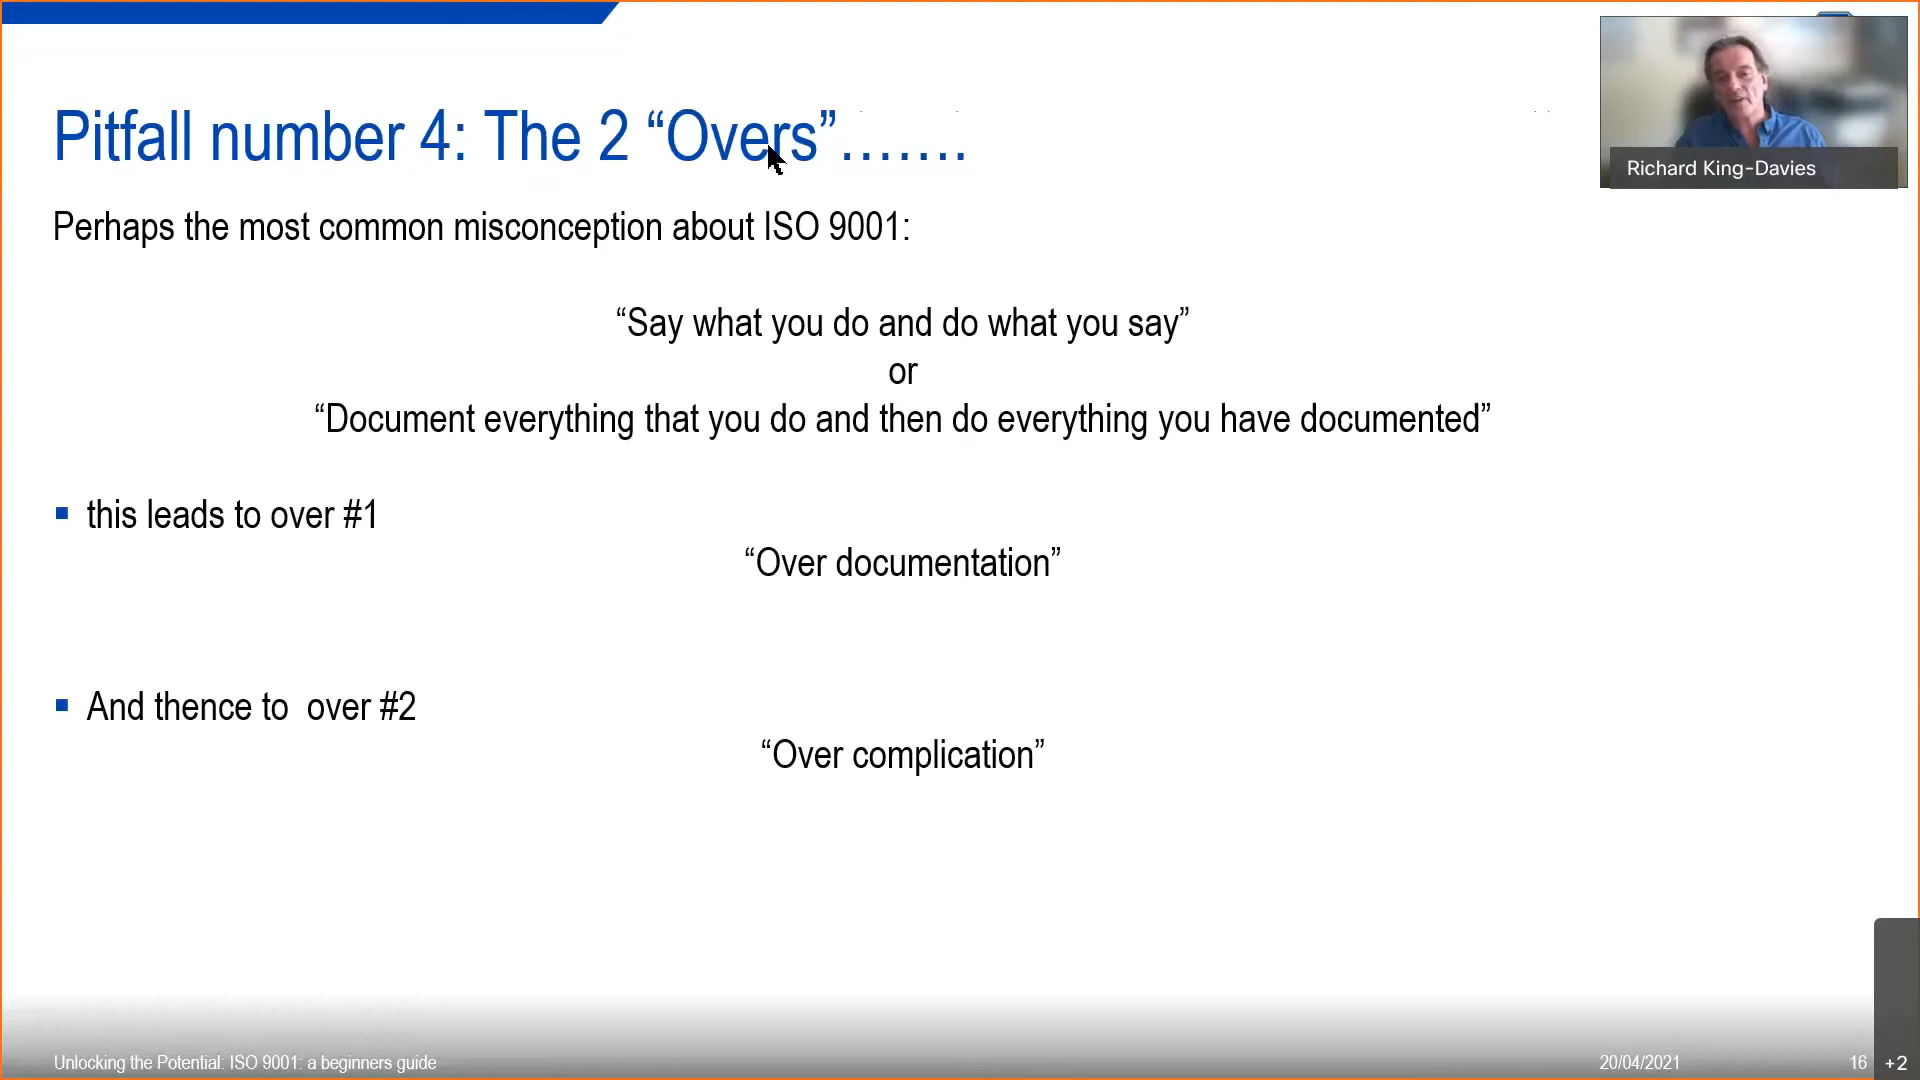 Pitfall number 4: The 2 “Overs”…….
Richard King-Davies
Perhaps the most common misconception about ISO 9001:
“Say what you do and do what you say”
or
“Document everything that you do and then do everything you have documented”
▪ this leads to over #1
“Over documentation”
▪ And thence to  over #2
“Over complication”
Unlocking the Potential: ISO 9001: a beginners guide
20/04/2021
16
+2